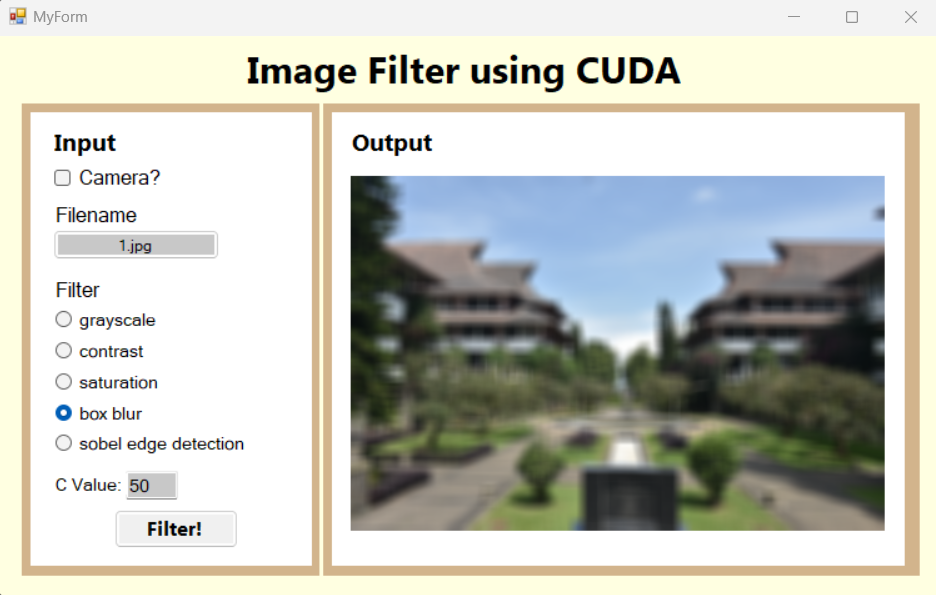 MyForm
Image Filter using CUDA
Input
Camera?
Filename
1.jpg
Filter
grayscale
contrast
saturation
box blur
sobel edge detection
C Value: 50
Filter!
Output